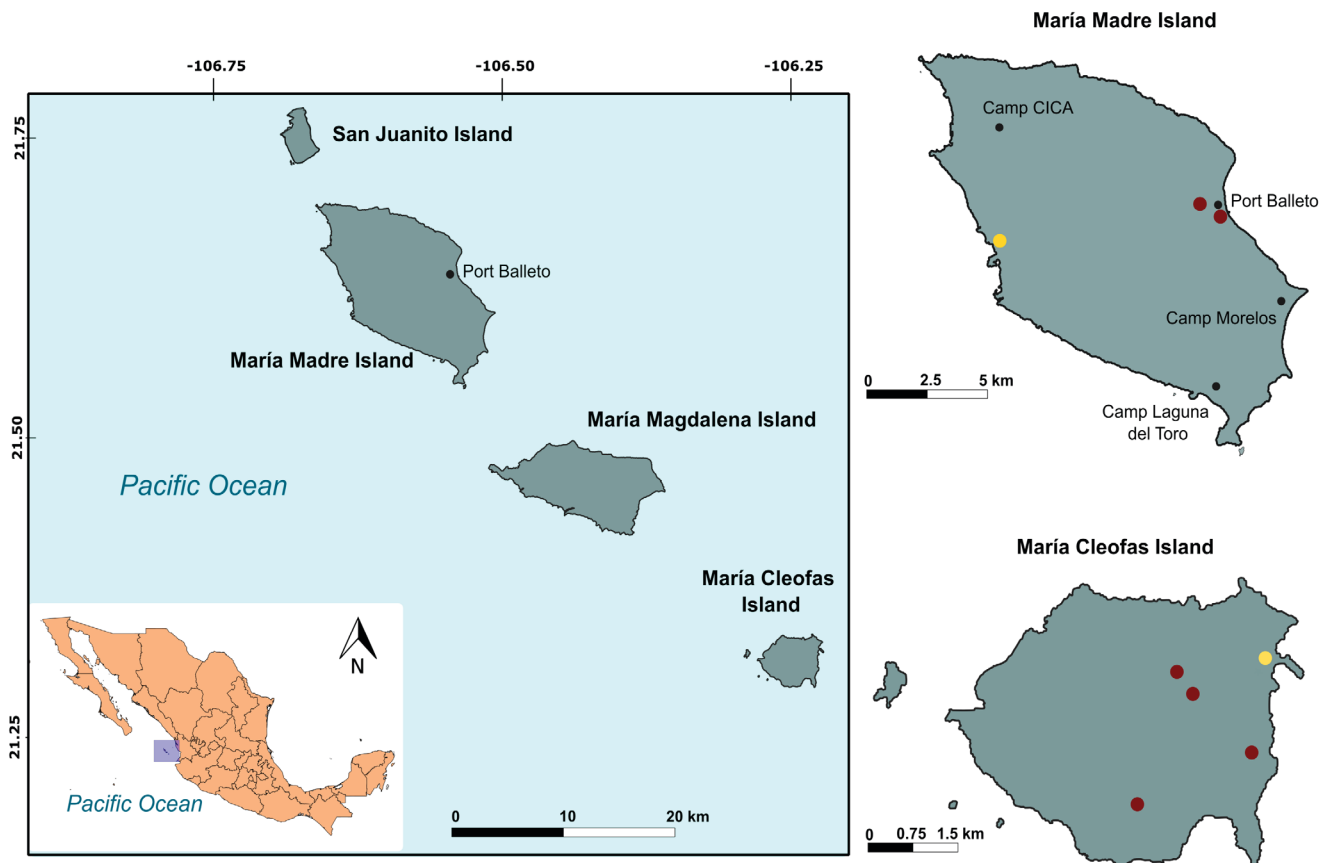 -106.75
-106.50
-106.25
21.75
21.50
21.25
San Juanito Island
Port Balleto
María Madre Island
María Magdalena Island
Pacific Ocean
María Cleofas
Island
N
Pacific Ocean
0 10 20 km
María Madre Island
Camp CICA
Port Balleto
Camp Morelos
0 2.5 5 km
Camp Laguna
del Toro
María Cleofas Island
0 0.75 1.5 km